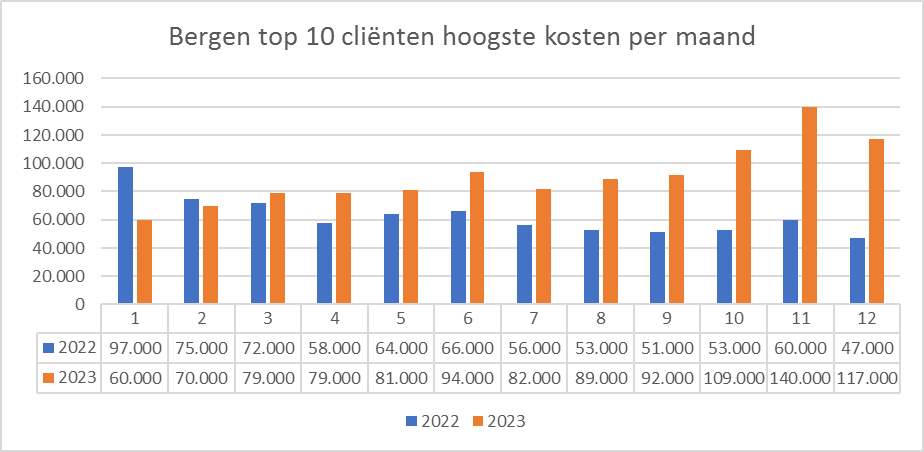 Bergen top 10 cliënten hoogste kosten per maand
160.000
140.000
120.000
100.000
80.000
60.000
40.000
20.000
0
1 2 3 4 5 6 7 8 9 10 11 12
2022 97.000 75.000 72.000 58.000 64.000 66.000 56.000 53.000 51.000 53.000 60.000 47.000
2023 60.000 70.000 79.000 79.000 81.000 94.000 82.000 89.000 92.000 109.000 140.000 117.000
2022 2023